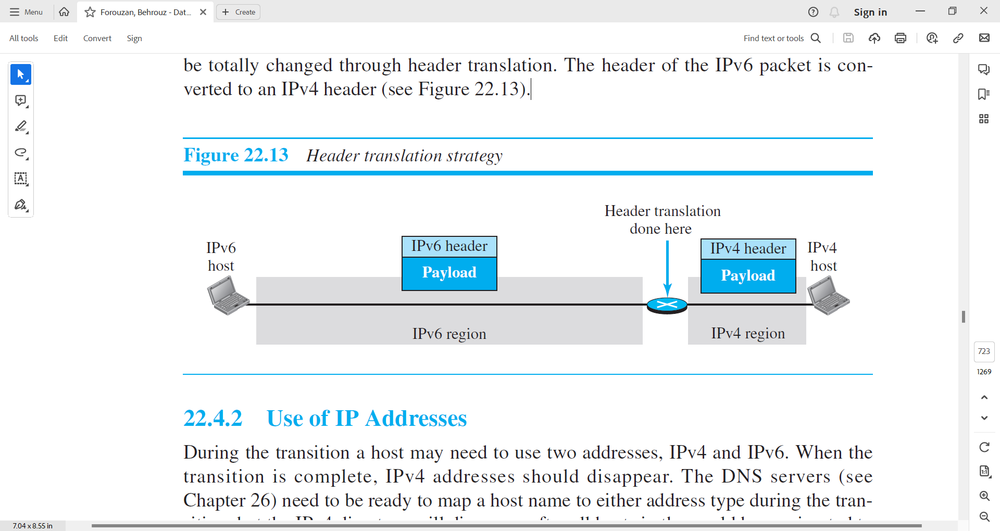 Menu
Forouzan, Behrouz - Dat...
Create
Sign in
All tools
Edit
Convert
Sign
Find text or tools
be totally changed through header translation. The header of the IPv6 packet is con-
verted to an IPv4 header (see Figure 22.13).
Figure 22.13 Header translation strategy
Header translation
done here
IPv6
host
IPv6 header
Payload
IPv4 header
Payload
IPv4
host
IPv6 region
IPv4 region
22.4.2 Use of IP Addresses
During the transition a host may need to use two addresses, IPv4 and IPv6. When the
transition is complete, IPv4 addresses should disappear. The DNS servers (see
Chapter 26) need to be ready to map a host name to either address type during the tran-
723
1269
7.04 x 8.55 in